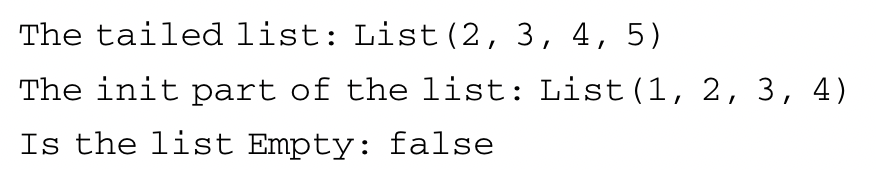 The tailed list: List(2, 3, 4, 5)
The init part of the list: List(1, 2, 3, 4)
Is the list Empty: false